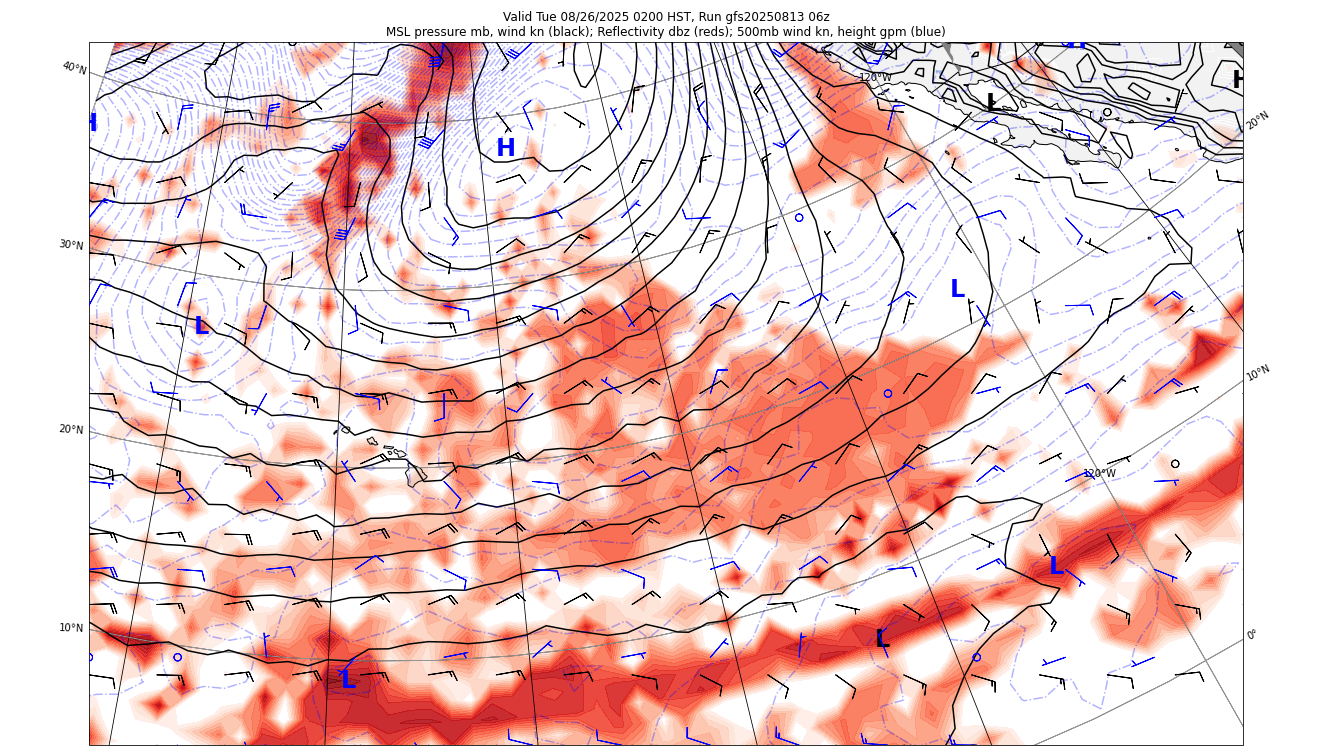 Valid Tue 08/26/2025 0200 HST, Run gfs20250813 06z
MSL pressure mb, wind kn (black); Reflectivity dbz (reds); 500mb wind kn, height gpm (blue)
H
40°N
120°W
H
L
H
20°N
H
30°N
L
L
10°N
20°N
120°W
L
10°N
L
0°
L